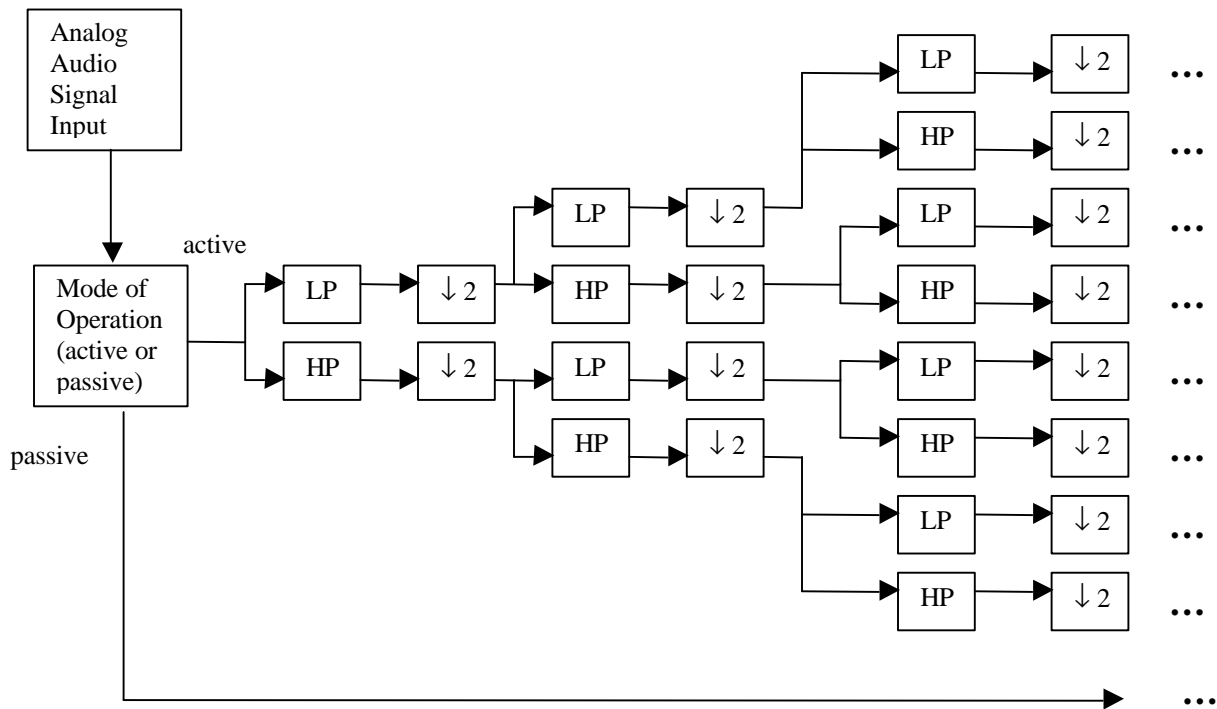 Analog
Audio
Signal
Input
LP ↓ 2 ...
HP ↓ 2 ...
LP ↓ 2 LP ↓ 2 ...
active
Mode of
Operation
(active or
passive)
LP ↓ 2 HP ↓ 2 HP ↓ 2 ...
HP ↓ 2 LP ↓ 2 LP ↓ 2 ...
HP ↓ 2 HP ↓ 2 ...
passive
LP ↓ 2 ...
HP ↓ 2 ...
...